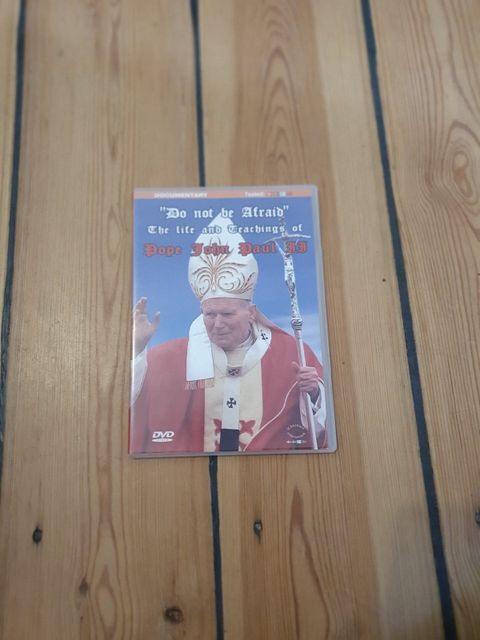 DOCUMENTARY
"Do not be Afraid"
The life and Teachings of
Pope John Paul II
DVD